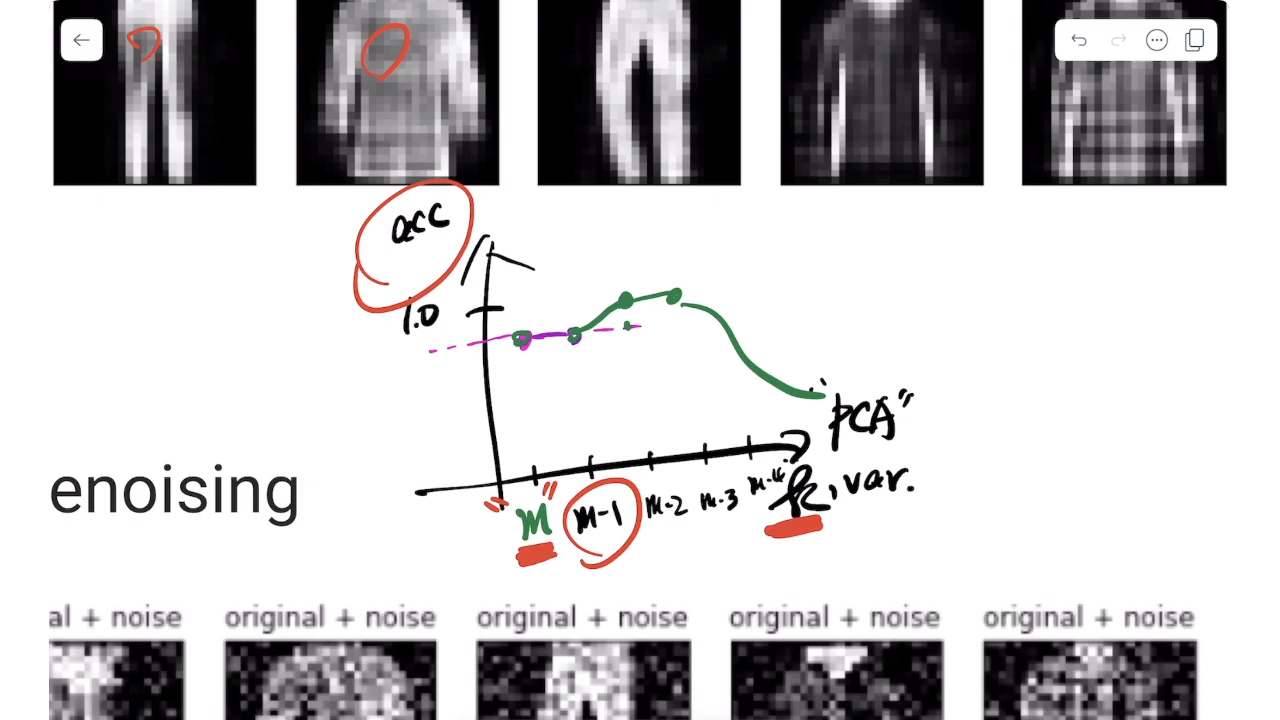 acc
1.0
"PCA"
"m" m-1 m-2 m-3 m-4 k, var.
enoising
al + noise original + noise original + noise original + noise original + noise